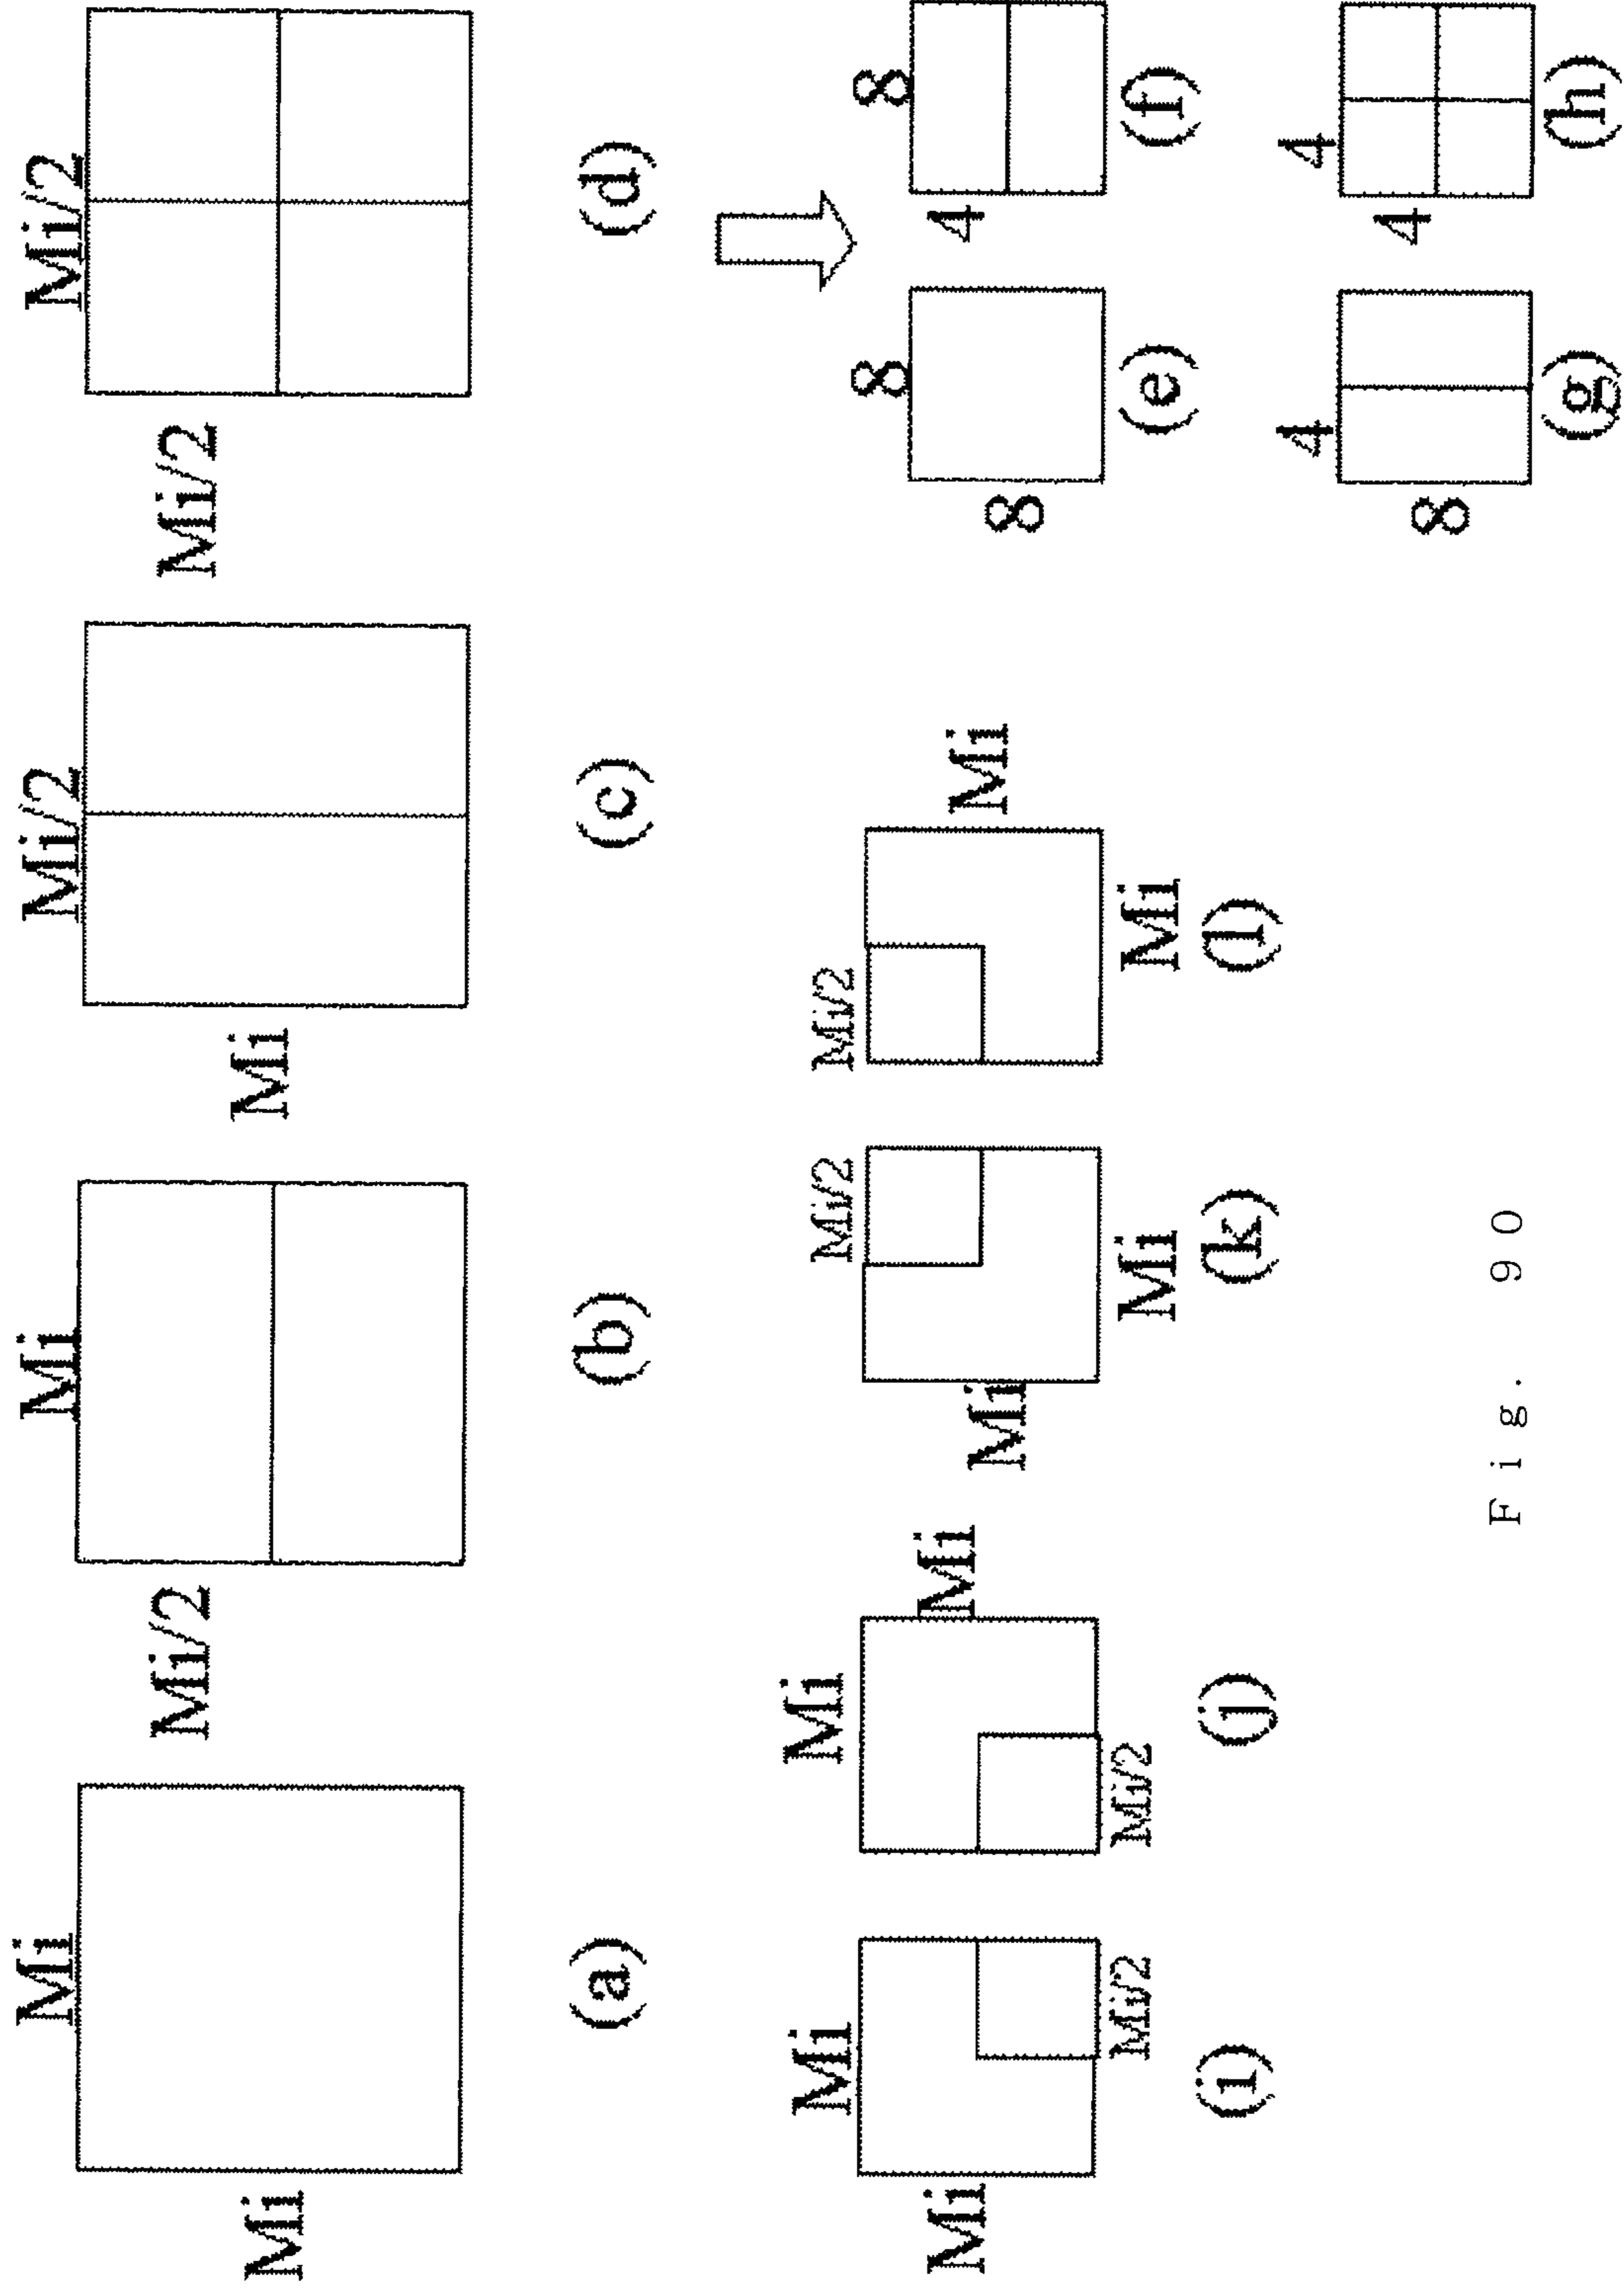 Mi Mi Mi/2 Mi/2
Mi Mi/2 Mi Mi/2
(a) (b) (c) (d)
Mi Mi Mi/2 Mi/2 8 8
Mi Mi Mi Mi 8 4
Mi/2 Mi/2 Mi Mi (e) (f)
(i) (j) (k) (l)
4 4
8 4
(g) (h)
Fig. 90